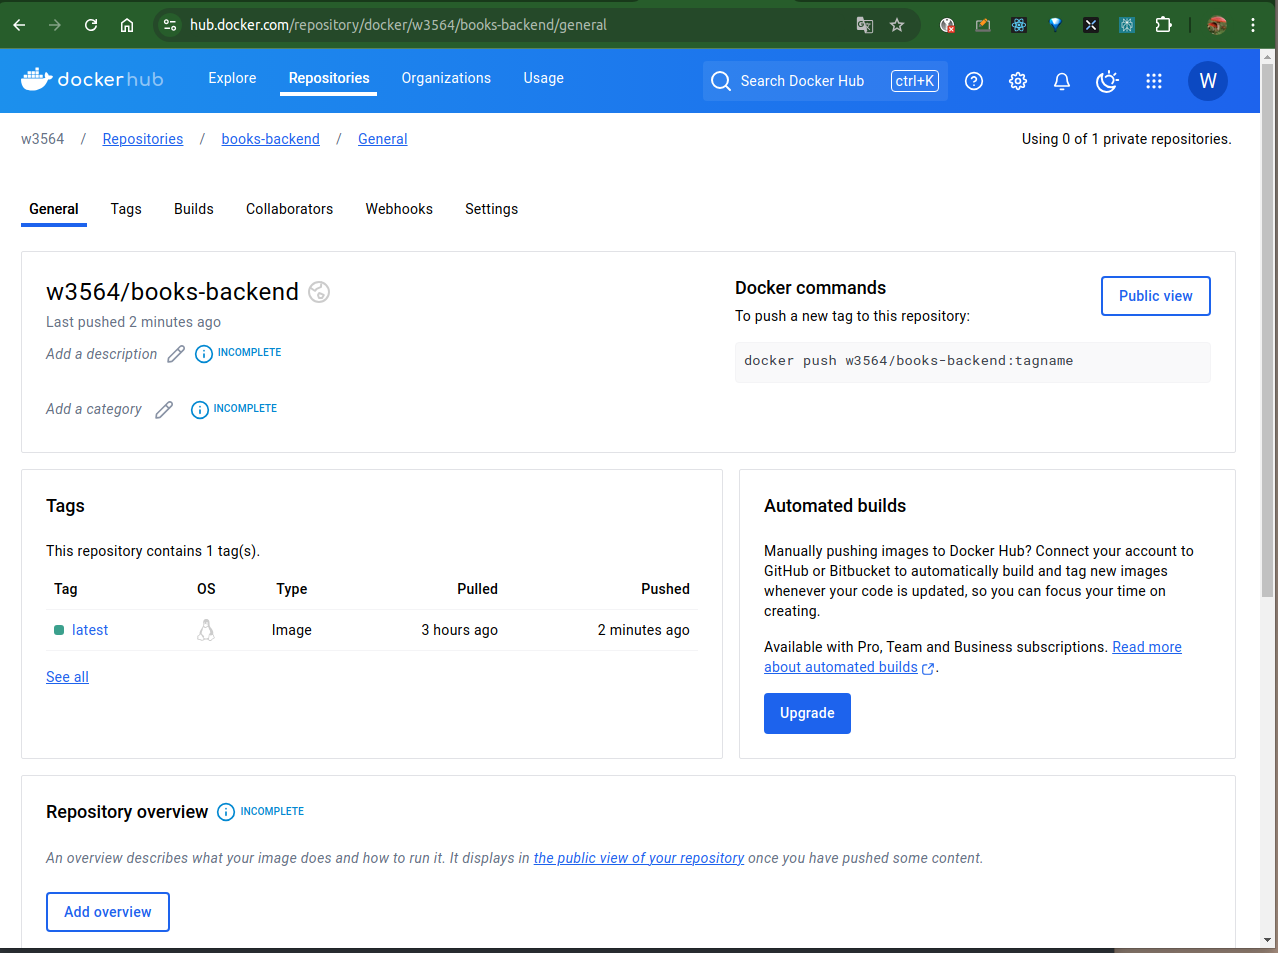 hub.docker.com/repository/docker/w3564/books-backend/general
dockerhub
Explore
Repositories
Organizations
Usage
Search Docker Hub
ctrl+K
W
w3564 / Repositories / books-backend / General
Using 0 of 1 private repositories.
General
Tags
Builds
Collaborators
Webhooks
Settings
w3564/books-backend
Last pushed 2 minutes ago
Add a description
INCOMPLETE
Add a category
INCOMPLETE
Docker commands
To push a new tag to this repository:
Public view
docker push w3564/books-backend:tagname
Tags
This repository contains 1 tag(s).
Tag OS Type Pulled Pushed
latest Image 3 hours ago 2 minutes ago
See all
Automated builds
Manually pushing images to Docker Hub? Connect your account to
GitHub or Bitbucket to automatically build and tag new images
whenever your code is updated, so you can focus your time on
creating.
Available with Pro, Team and Business subscriptions. Read more
about automated builds .
Upgrade
Repository overview
INCOMPLETE
An overview describes what your image does and how to run it. It displays in the public view of your repository once you have pushed some content.
Add overview